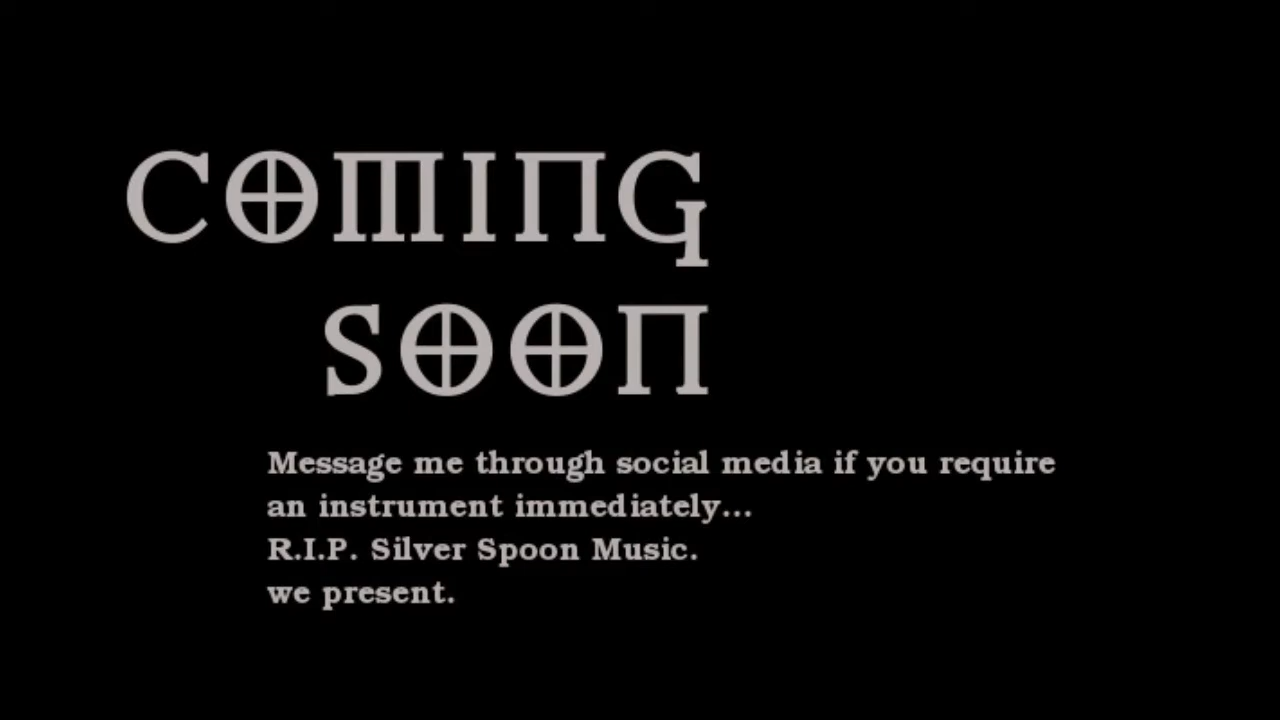 COMING
SOON
Message me through social media if you require
an instrument immediately...
R.I.P. Silver Spoon Music.
we present.